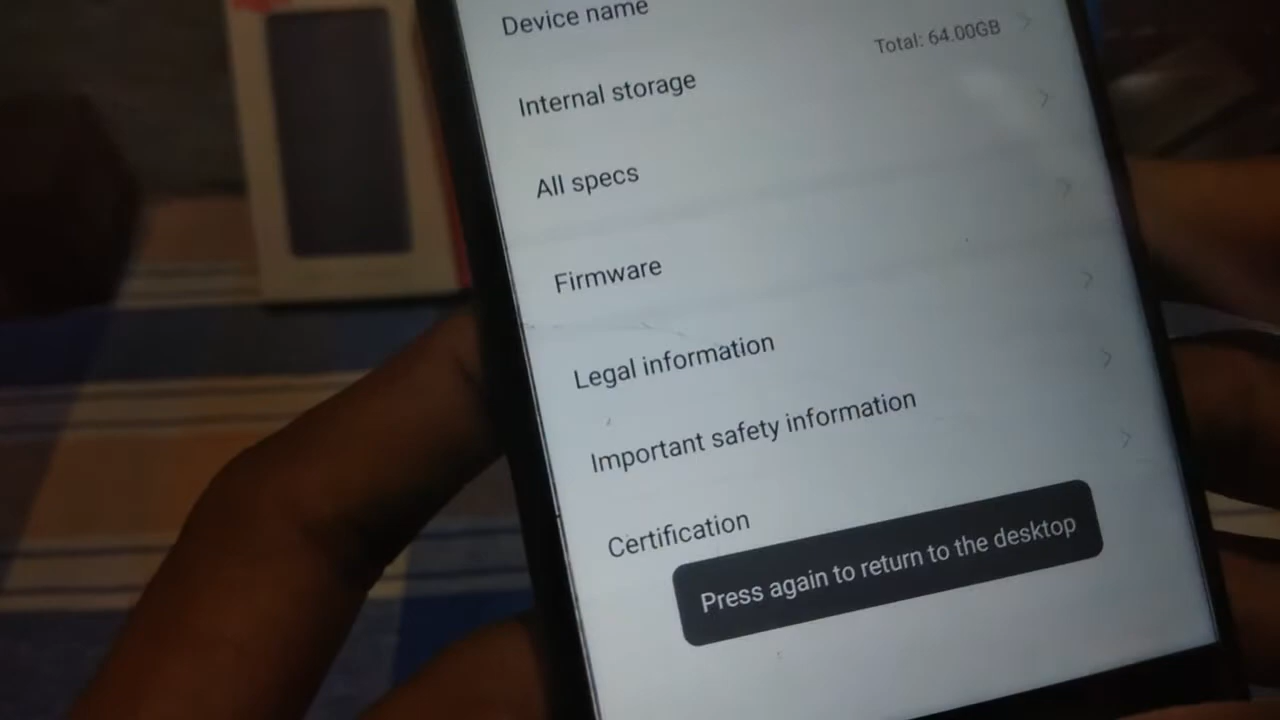 Device name
Total: 64.00GB
Internal storage
All specs
Firmware
Legal information
Important safety information
Certification
Press again to return to the desktop